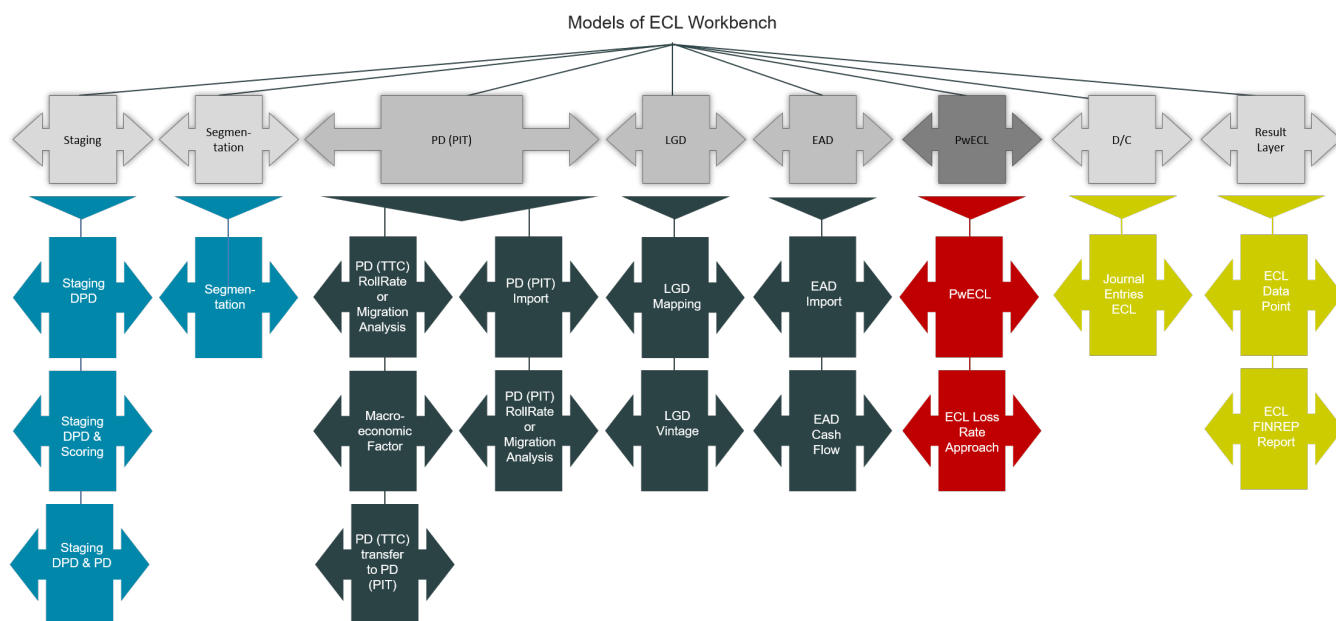 Models of ECL Workbench
Staging
Segmen-
tation
PD (PIT)
LGD
EAD
PwECL
D/C
Result
Layer
Staging
DPD
Segmen-
tation
PD (TTC)
RollRate
or
Migration
Analysis
PD (PIT)
Import
LGD
Mapping
EAD
Import
PwECL
Journal
Entries
ECL
ECL
Data
Point
Staging
DPD &
Scoring
Macro-
economic
Factor
PD (PIT)
RollRate
or
Migration
Analysis
LGD
Vintage
EAD
Cash
Flow
ECL Loss
Rate
Approach
ECL
FINREP
Report
Staging
DPD & PD
PD (TTC)
transfer
to PD
(PIT)